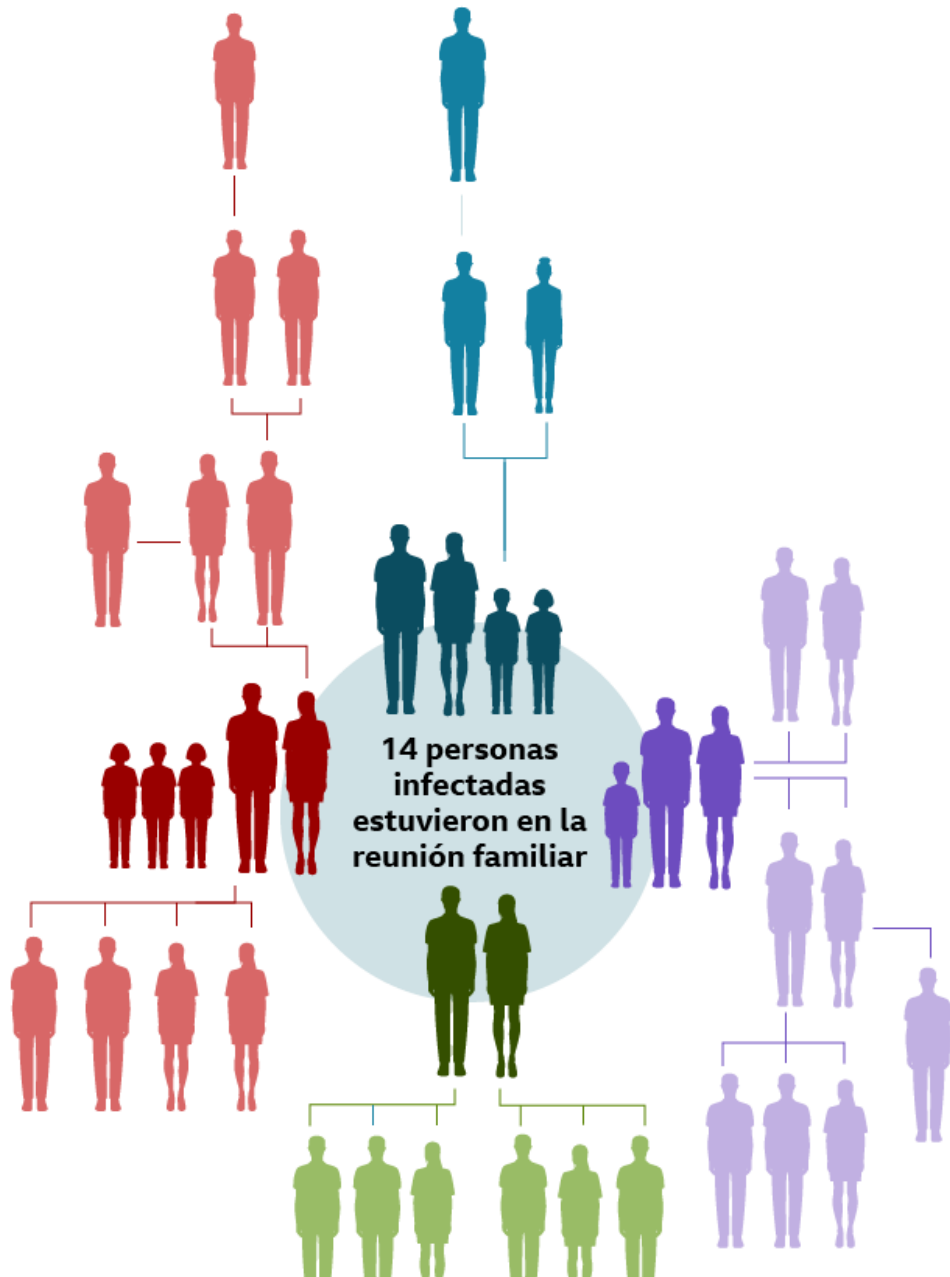 14 personas
infectadas
estuvieron en la
reunión familiar